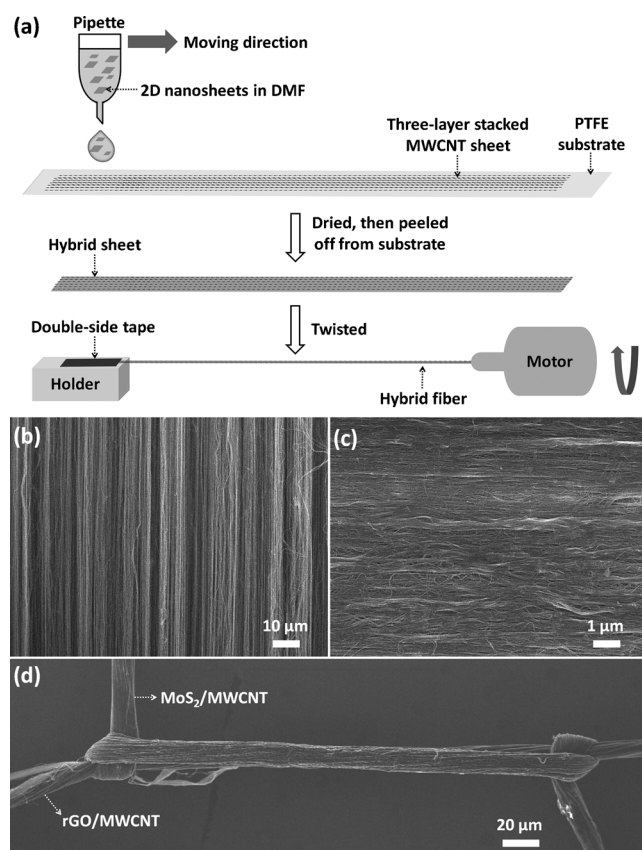 (a)
Pipette
Moving direction
2D nanosheets in DMF
Three-layer stacked
MWCNT sheet
PTFE
substrate
Dried, then peeled
off from substrate
Hybrid sheet
Double-side tape
Twisted
Holder
Motor
Hybrid fiber
(b)
10 μm
(c)
1 μm
(d)
MoS₂/MWCNT
rGO/MWCNT
20 μm